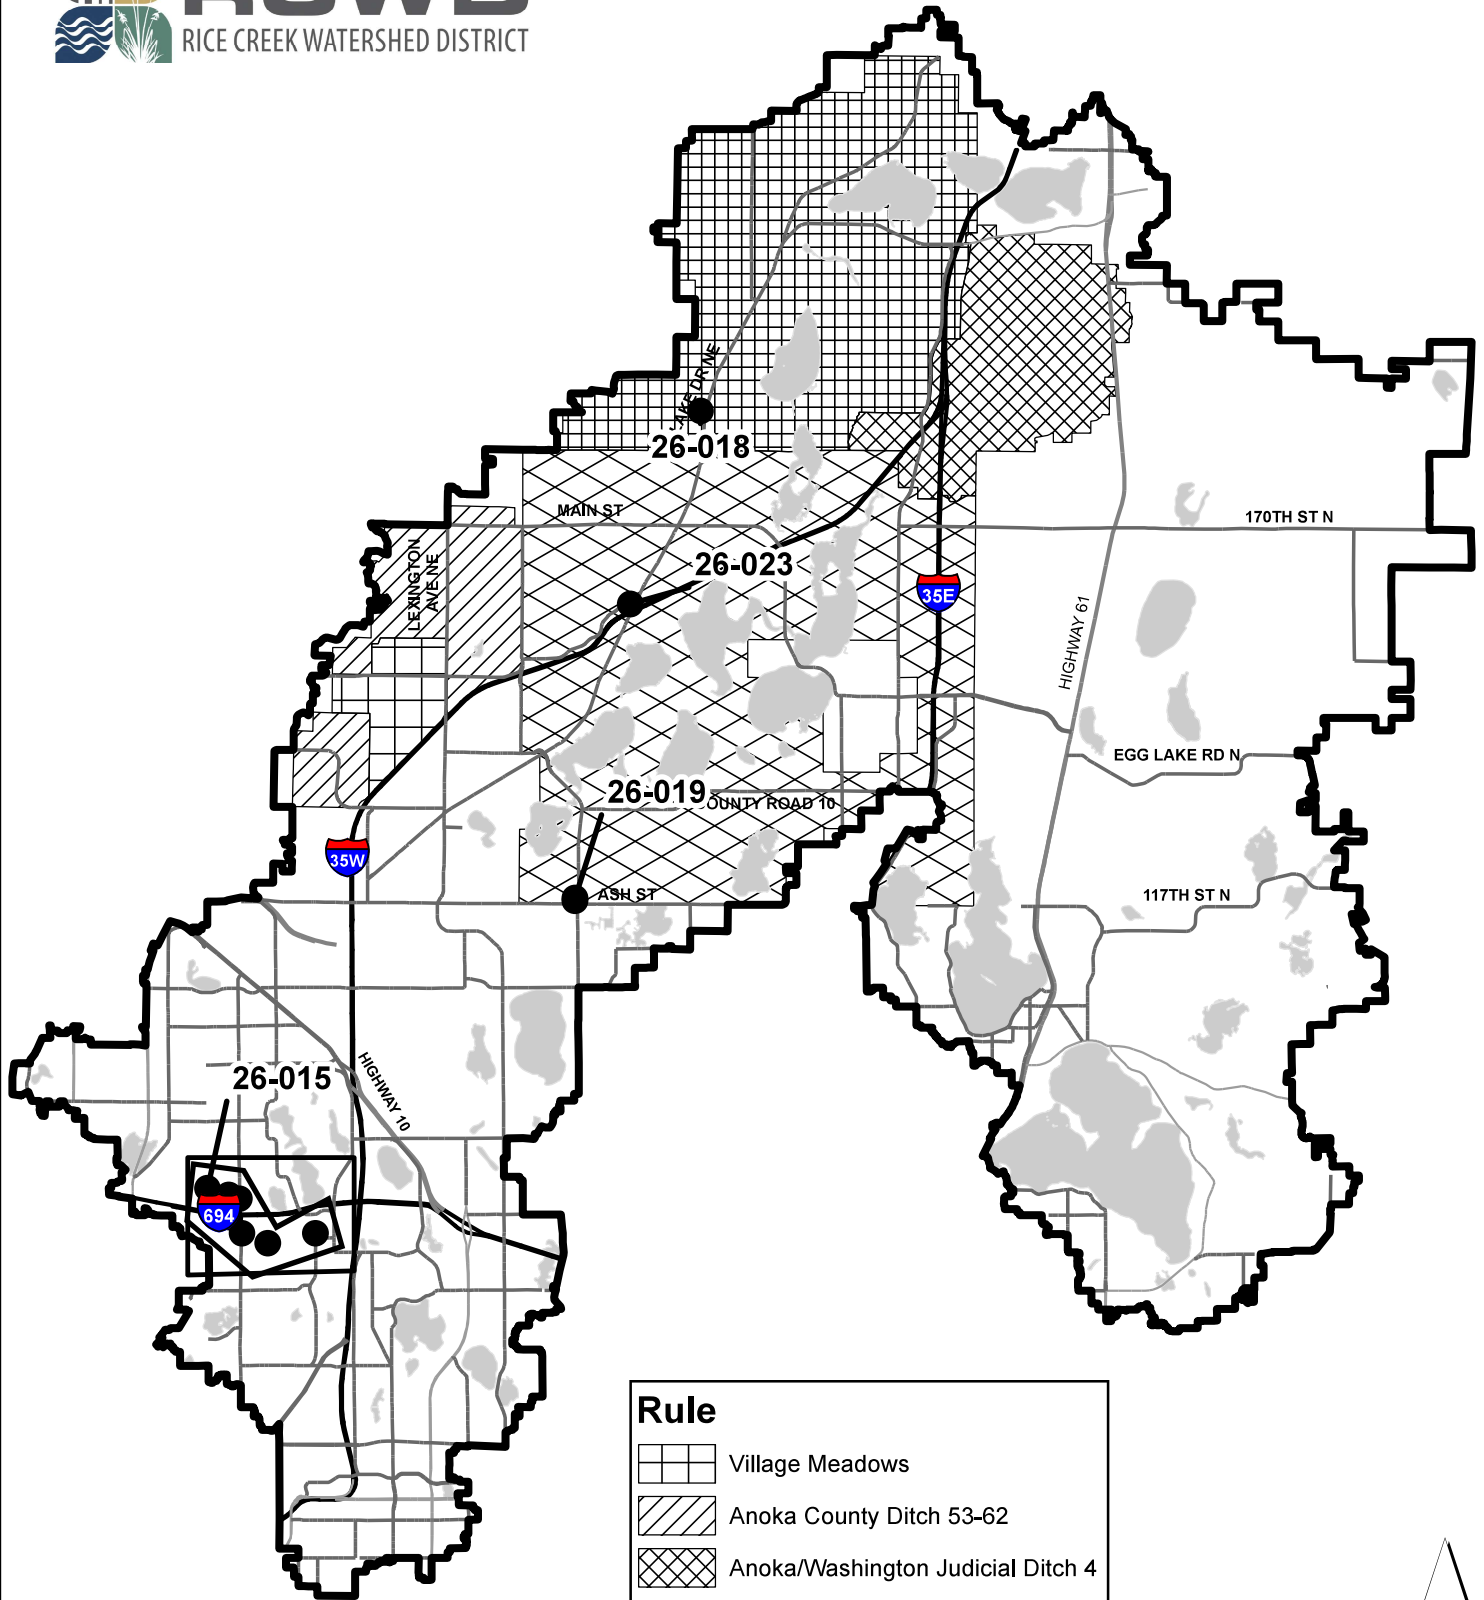 RICE CREEK WATERSHED DISTRICT
26-018
MAIN ST
170TH ST N
LEXINGTON
AVE NE
26-023
35E
HIGHWAY 61
EGG LAKE RD N
26-019
OUNTY ROAD 10
35W
ASH ST
117TH ST N
26-015
HIGHWAY 10
694
Rule
Village Meadows
Anoka County Ditch 53-62
Anoka/Washington Judicial Ditch 4